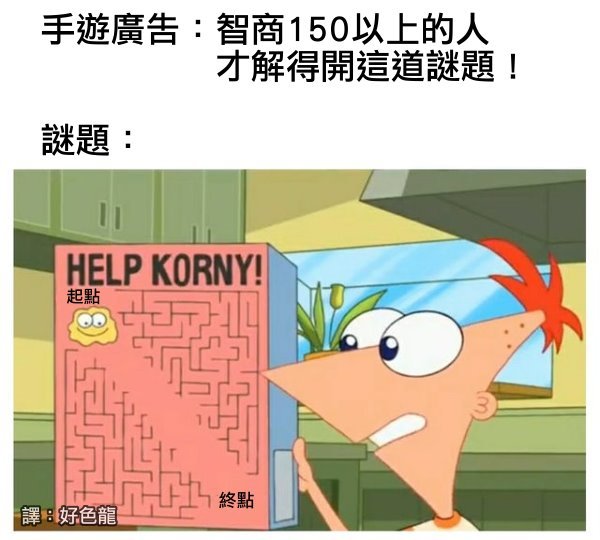 手遊廣告：智商150以上的人
才解得開這道謎題！
謎題：
HELP KORNY!
起點
終點
譯：好色龍